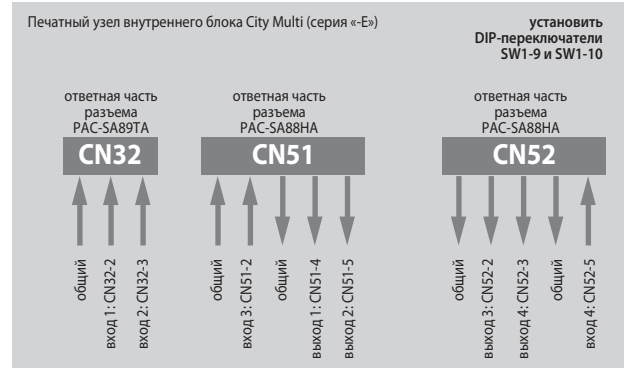 Печатный узел внутреннего блока City Multi (серия «-E»)
установить
DIP-переключатели
SW1-9 и SW1-10
ответная часть
разъема
PAC-SA89TA
CN32
общий
вход 1: CN32-2
вход 2: CN32-3
ответная часть
разъема
PAC-SA88HA
CN51
общий
вход 3: CN51-2
общий
выход 1: CN51-4
выход 2: CN51-5
ответная часть
разъема
PAC-SA88HA
CN52
общий
выход 3: CN52-2
выход 4: CN52-3
общий
вход 4: CN52-5